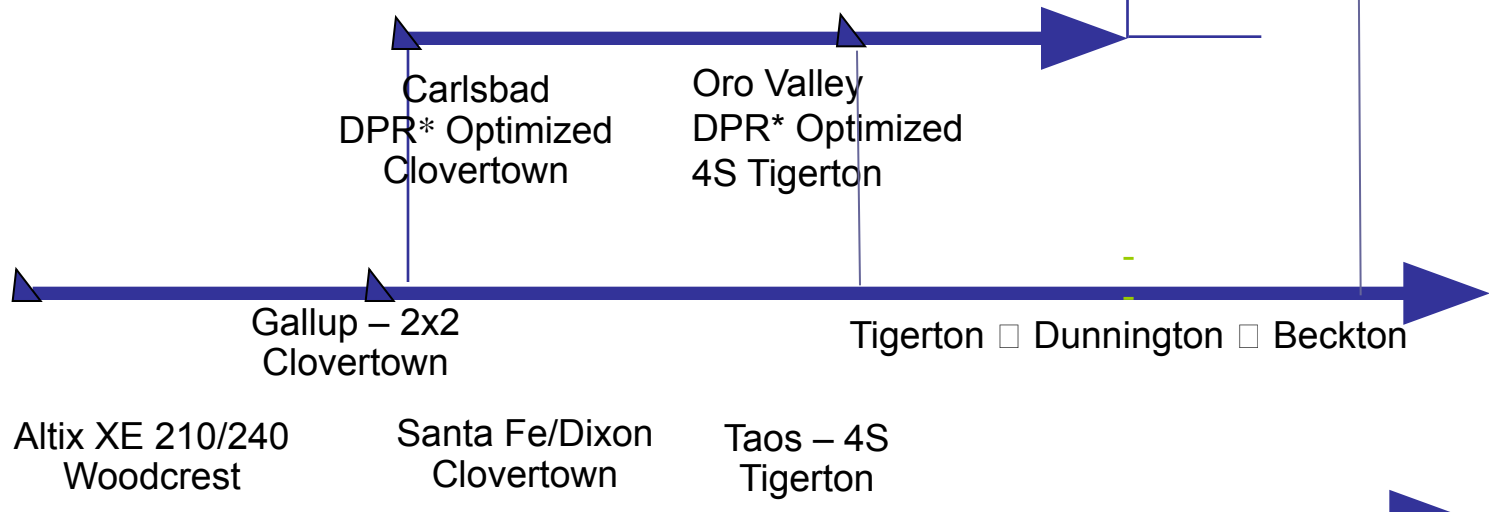 Carlsbad
DPR* Optimized
Clovertown
Oro Valley
DPR* Optimized
4S Tigerton
Gallup – 2x2
Clovertown
Tigerton □ Dunnington □ Beckton
Altix XE 210/240
Woodcrest
Santa Fe/Dixon
Clovertown
Taos – 4S
Tigerton